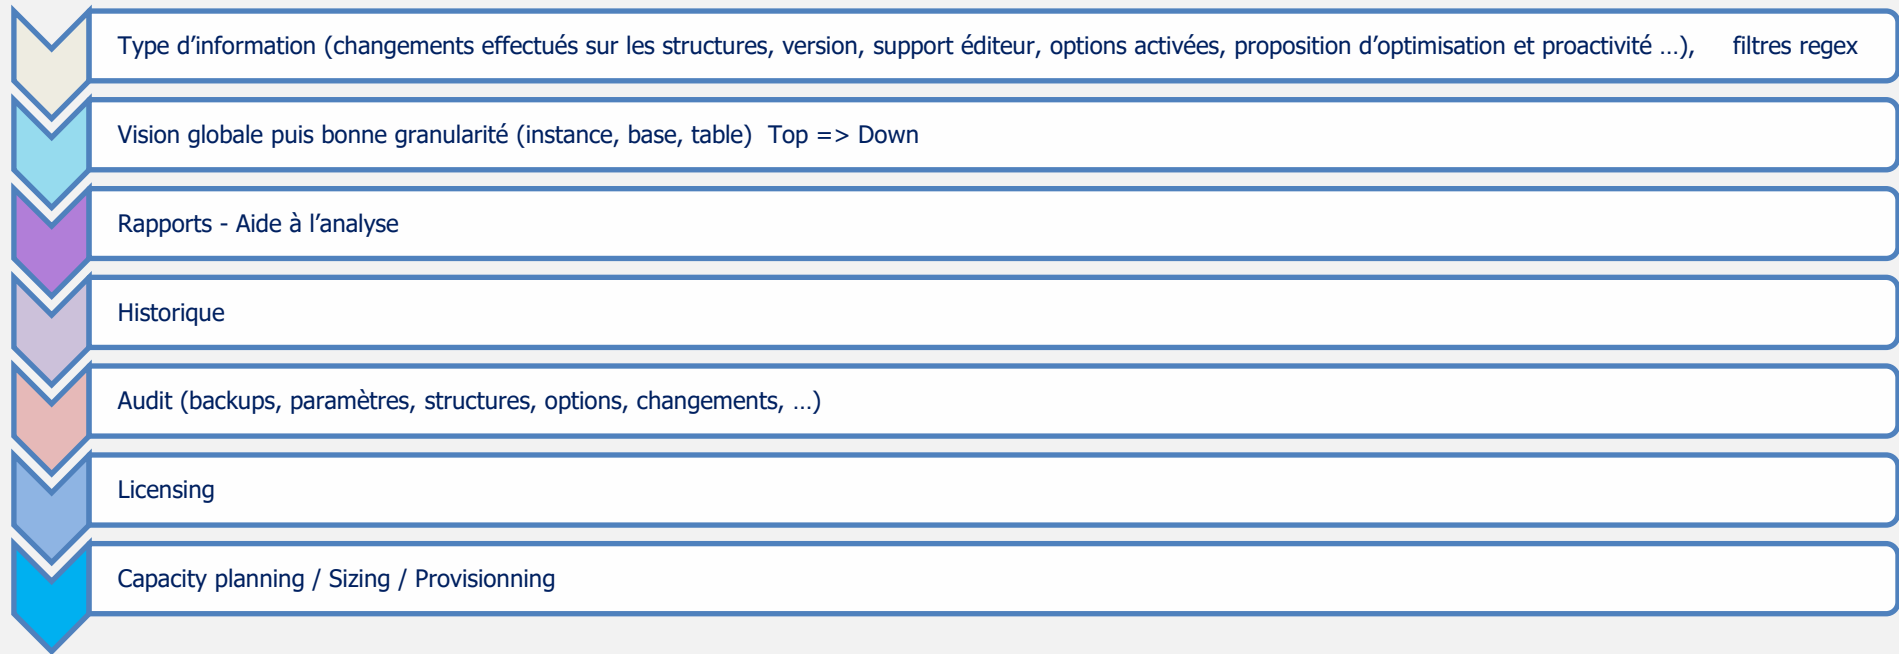 Type d’information (changements effectués sur les structures, version, support éditeur, options activées, proposition d’optimisation et proactivité …), filtres regex
Vision globale puis bonne granularité (instance, base, table) Top => Down
Rapports - Aide à l’analyse
Historique
Audit (backups, paramètres, structures, options, changements, …)
Licensing
Capacity planning / Sizing / Provisionning